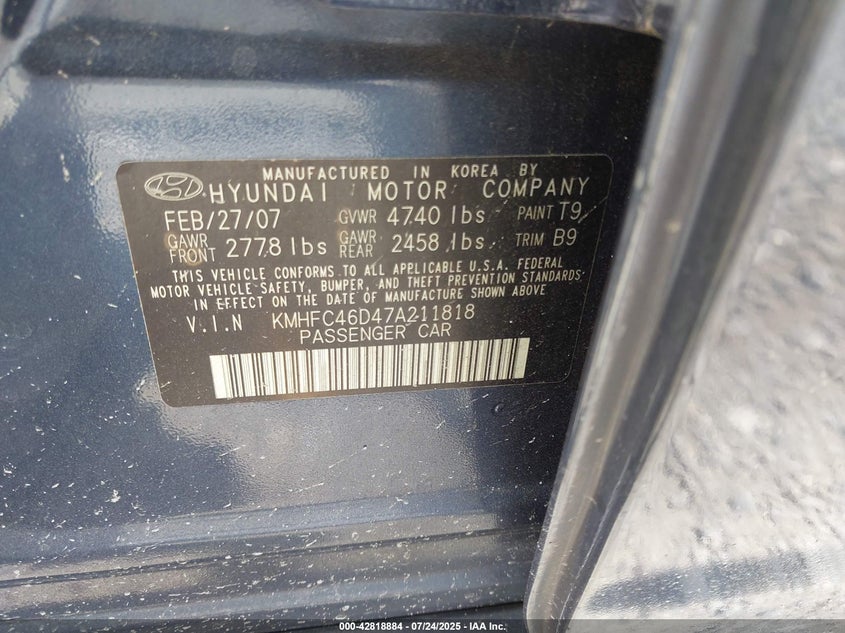 MANUFACTURED IN KOREA BY
HYUNDAI MOTOR COMPANY
FEB/27/07 GVWR 4740 lbs PAINT T9
GAWR FRONT 2778 lbs GAWR REAR 2458 lbs TRIM B9
THIS VEHICLE CONFORMS TO ALL APPLICABLE U.S.A. FEDERAL
MOTOR VEHICLE SAFETY, BUMPER, AND THEFT PREVENTION STANDARDS
IN EFFECT ON THE DATE OF MANUFACTURE SHOWN ABOVE
V.I.N KMHFC46D47A211818
PASSENGER CAR
000-42818884 - 07/24/2025 - IAA Inc.